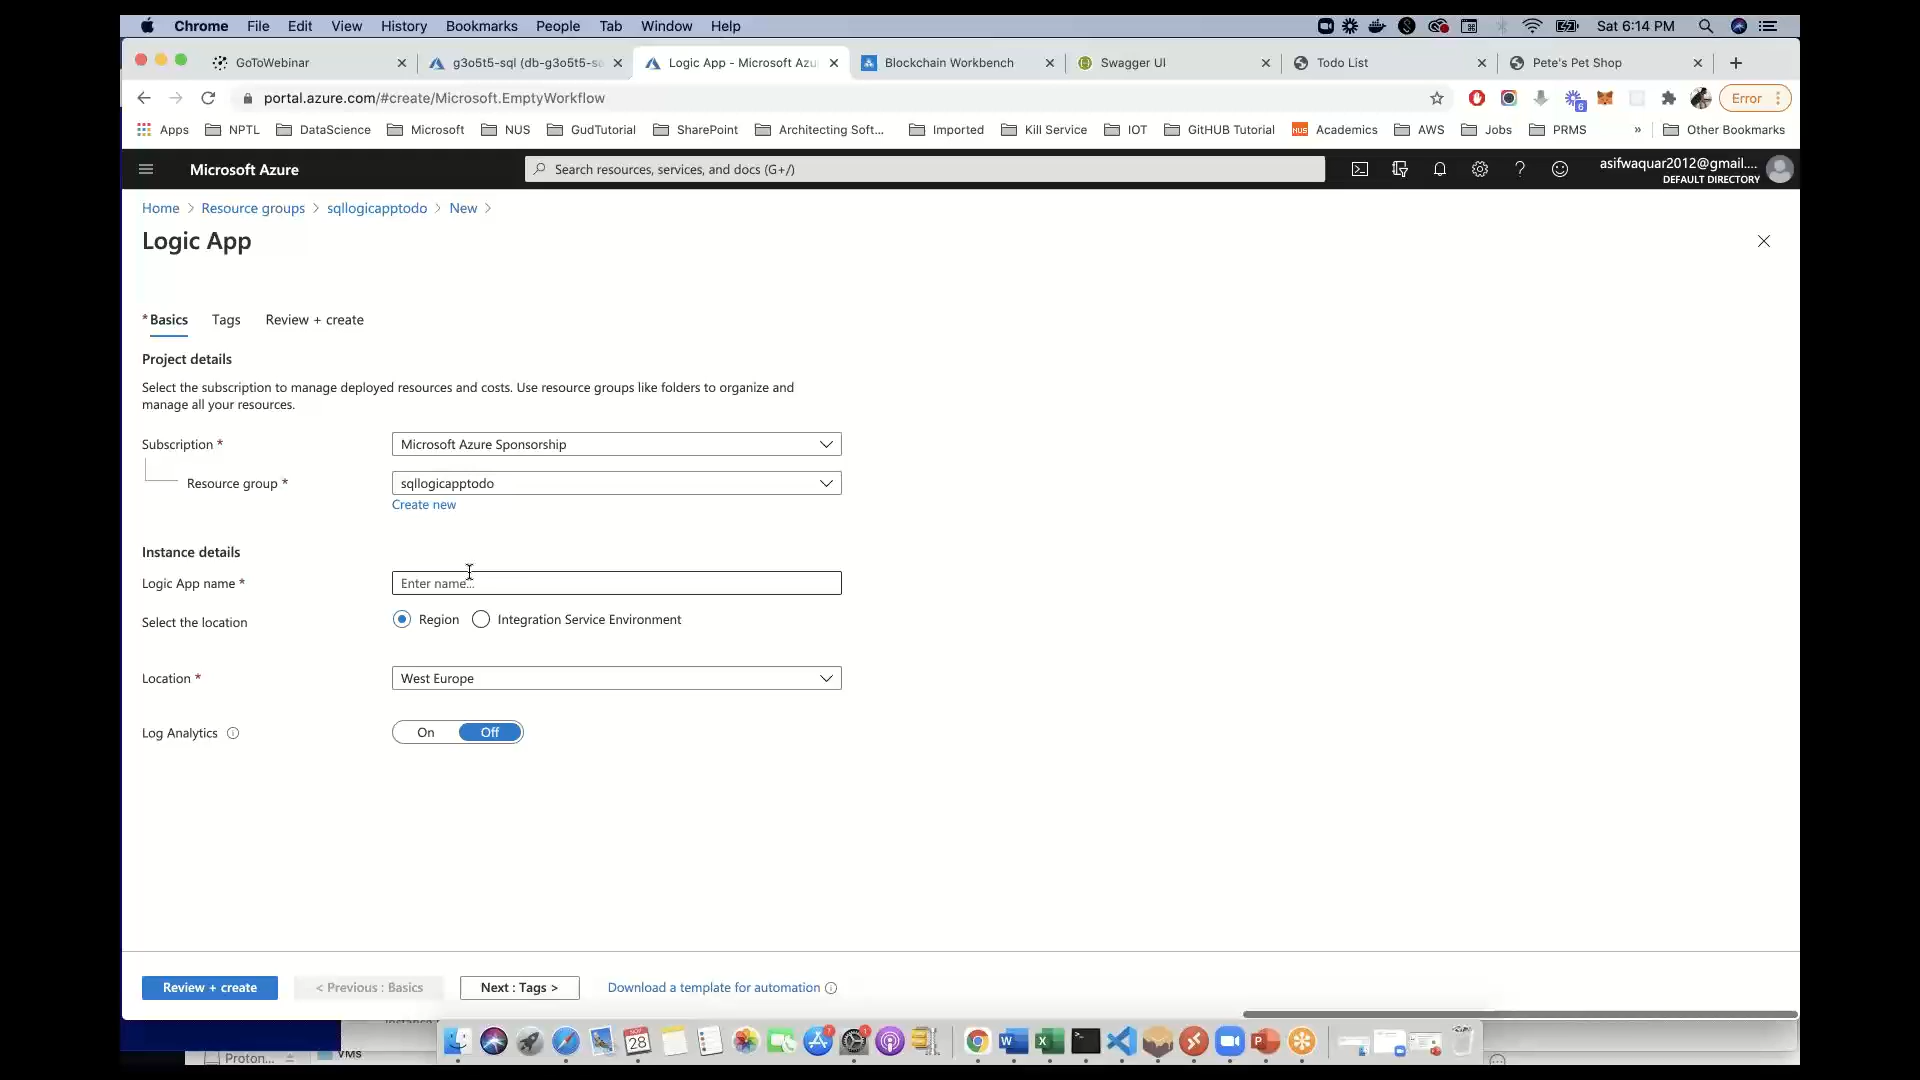 Chrome File Edit View History Bookmarks People Tab Window Help Sat 6:14 PM
GoToWebinar g3o5t5-sql (db-g3o5t5-s Logic App - Microsoft Azu Blockchain Workbench Swagger UI Todo List Pete's Pet Shop
portal.azure.com/#create/Microsoft.EmptyWorkflow 6 Error
Apps NPTL DataScience Microsoft NUS GudTutorial SharePoint Architecting Soft... Imported Kill Service IOT GitHUB Tutorial NUS Academics AWS Jobs PRMS » Other Bookmarks
Microsoft Azure Search resources, services, and docs (G+/) asifwaquar2012@gmail....
DEFAULT DIRECTORY
Home > Resource groups > sqllogicapptodo > New >
Logic App
* Basics Tags Review + create
Project details
Select the subscription to manage deployed resources and costs. Use resource groups like folders to organize and
manage all your resources.
Subscription * Microsoft Azure Sponsorship
Resource group * sqllogicapptodo
Create new
Instance details
Logic App name * Enter name...
Select the location Region Integration Service Environment
Location * West Europe
Log Analytics On Off
Review + create < Previous : Basics Next : Tags > Download a template for automation
NOV
28
Proton... VMs